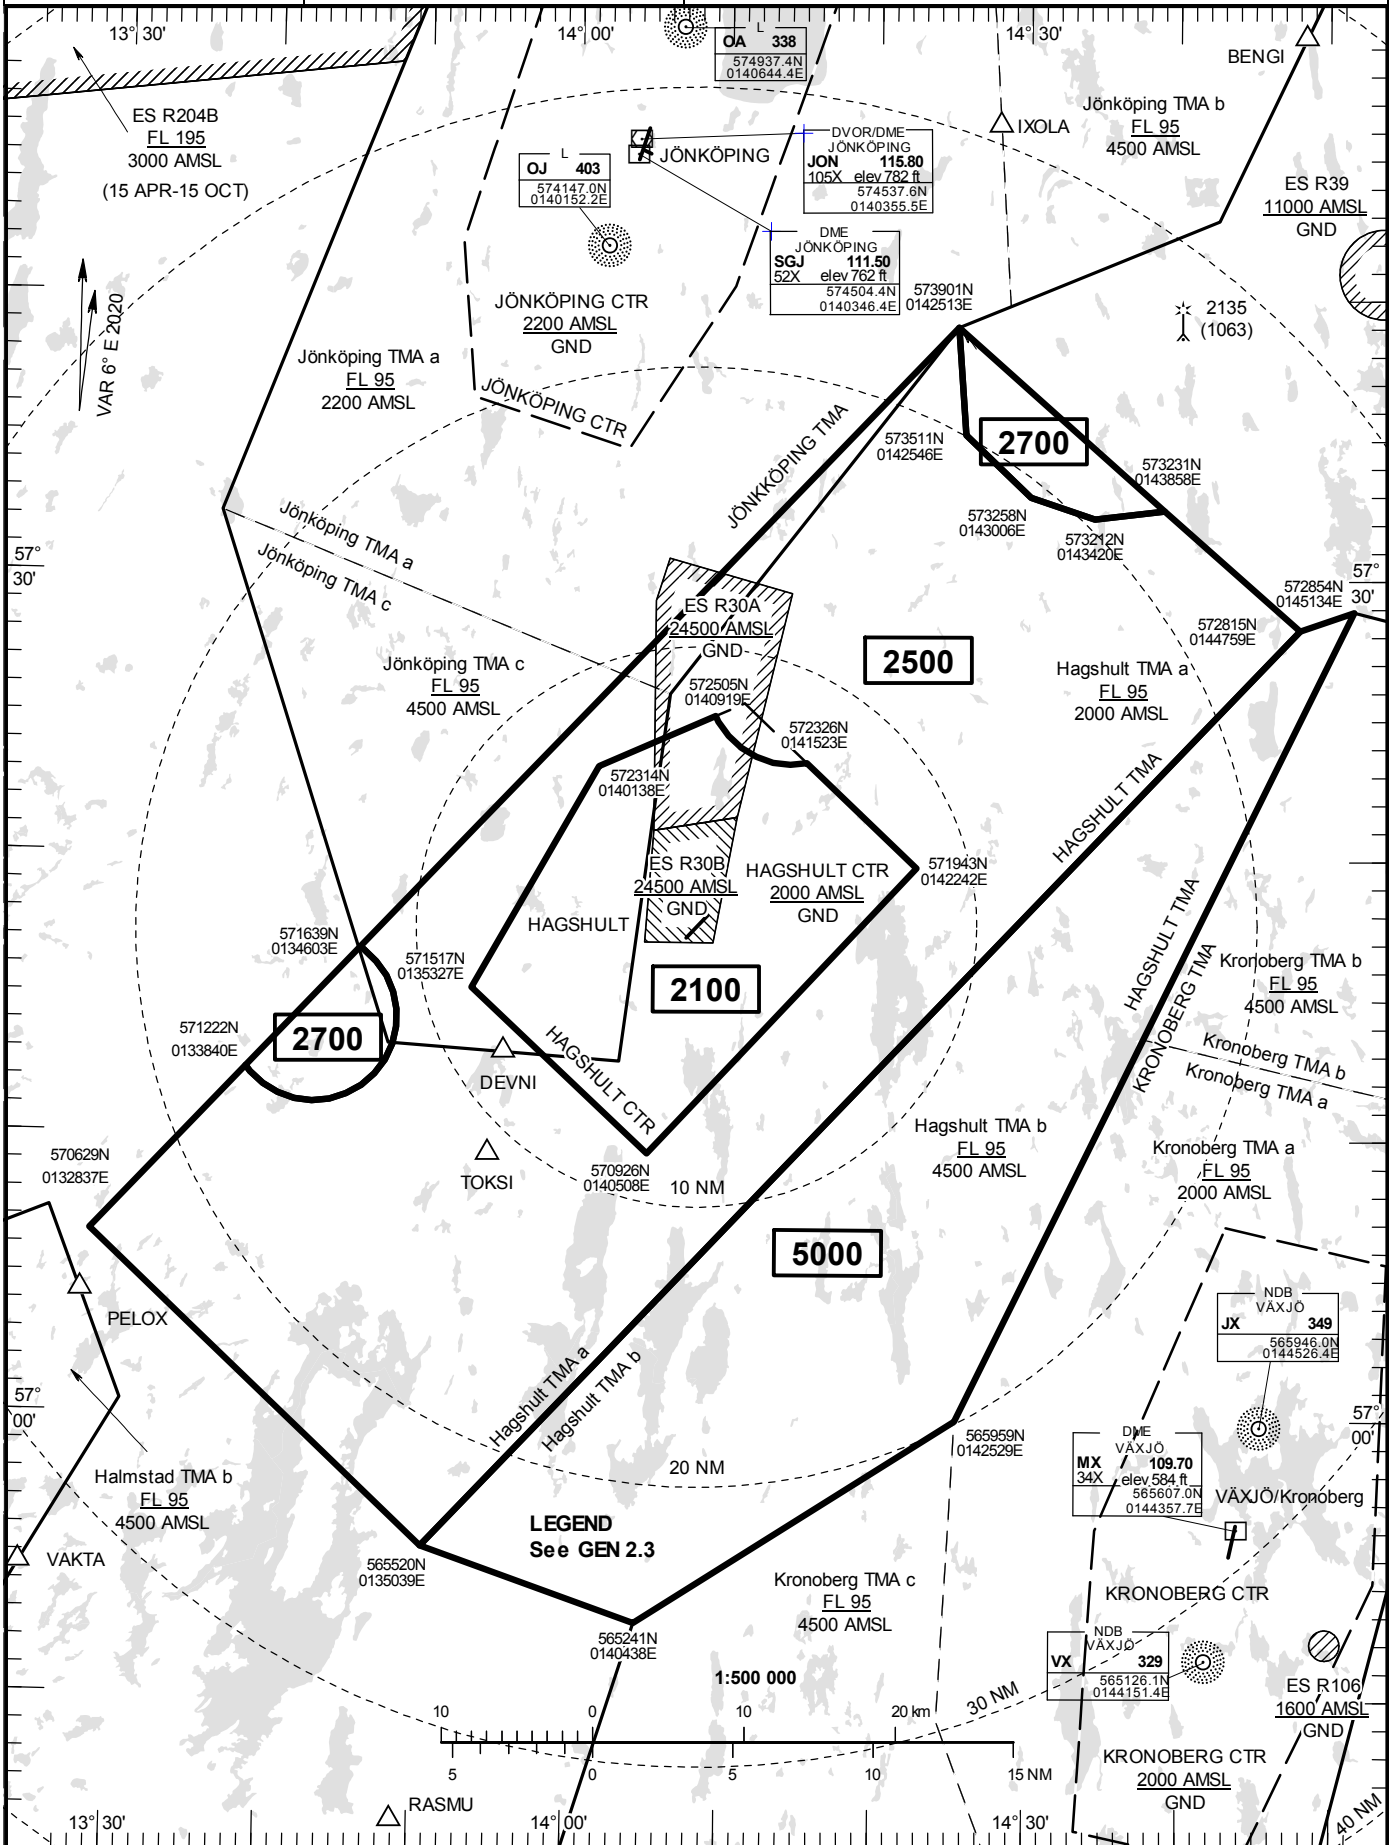 13° 30'
14° 00'
14° 30'
L
OA 338
574937.4N
0140644.4E
BENGI
ES R204B
FL 195
3000 AMSL
(15 APR-15 OCT)
L
OJ 403
574147.0N
0140152.2E
JÖNKÖPING
DVOR/DME
JÖNKÖPING
JON 115.80
105X elev 782 ft
574537.6N
0140355.5E
IXOLA
Jönköping TMA b
FL 95
4500 AMSL
ES R39
11000 AMSL
GND
DME
JÖNKÖPING
SGJ 111.50
52X elev 762 ft
574504.4N
0140346.4E
573901N
0142513E
2135
(1063)
VAR 6° E 2020
JÖNKÖPING CTR
2200 AMSL
GND
Jönköping TMA a
FL 95
2200 AMSL
JÖNKÖPING CTR
JÖNKKÖPING TMA
573511N
0142546E
2700
573231N
0143858E
573258N
0143006E
573212N
0143420E
Jönköping TMA a
Jönköping TMA c
57°
30'
57°
30'
572854N
0145134E
572815N
0144759E
ES R30A
24500 AMSL
GND
2500
Hagshult TMA a
FL 95
2000 AMSL
Jönköping TMA c
FL 95
4500 AMSL
572505N
0140919E
572326N
0141523E
572314N
0140138E
HAGSHULT TMA
ES R30B
24500 AMSL
GND
HAGSHULT CTR
2000 AMSL
GND
571943N
0142242E
HAGSHULT
571639N
0134603E
571517N
0135327E
2100
HAGSHULT TMA
KRONOBERG TMA
Kronoberg TMA b
FL 95
4500 AMSL
571222N
0133840E
2700
DEVNI
HAGSHULT CTR
Kronoberg TMA b
Kronoberg TMA a
570629N
0132837E
TOKSI
570926N
0140508E
10 NM
Hagshult TMA b
FL 95
4500 AMSL
Kronoberg TMA a
FL 95
2000 AMSL
5000
PELOX
NDB
VÄXJÖ
JX 349
565946.0N
0144526.4E
Hagshult TMA a
Hagshult TMA b
57°
00'
57°
00'
565959N
0142529E
20 NM
DME
VÄXJÖ
MX 109.70
34X elev 584 ft
565607.0N
0144357.7E
VÄXJÖ/Kronoberg
Halmstad TMA b
FL 95
4500 AMSL
LEGEND
See GEN 2.3
VAKTA
565520N
0135039E
Kronoberg TMA c
FL 95
4500 AMSL
KRONOBERG CTR
565241N
0140438E
NDB
VÄXJÖ
VX 329
565126.1N
0144151.4E
1:500 000
30 NM
ES R106
1600 AMSL
GND
10 0 10 20 km
5 0 5 10 15 NM
KRONOBERG CTR
2000 AMSL
GND
RASMU
40 NM
13° 30'
14° 00'
14° 30'